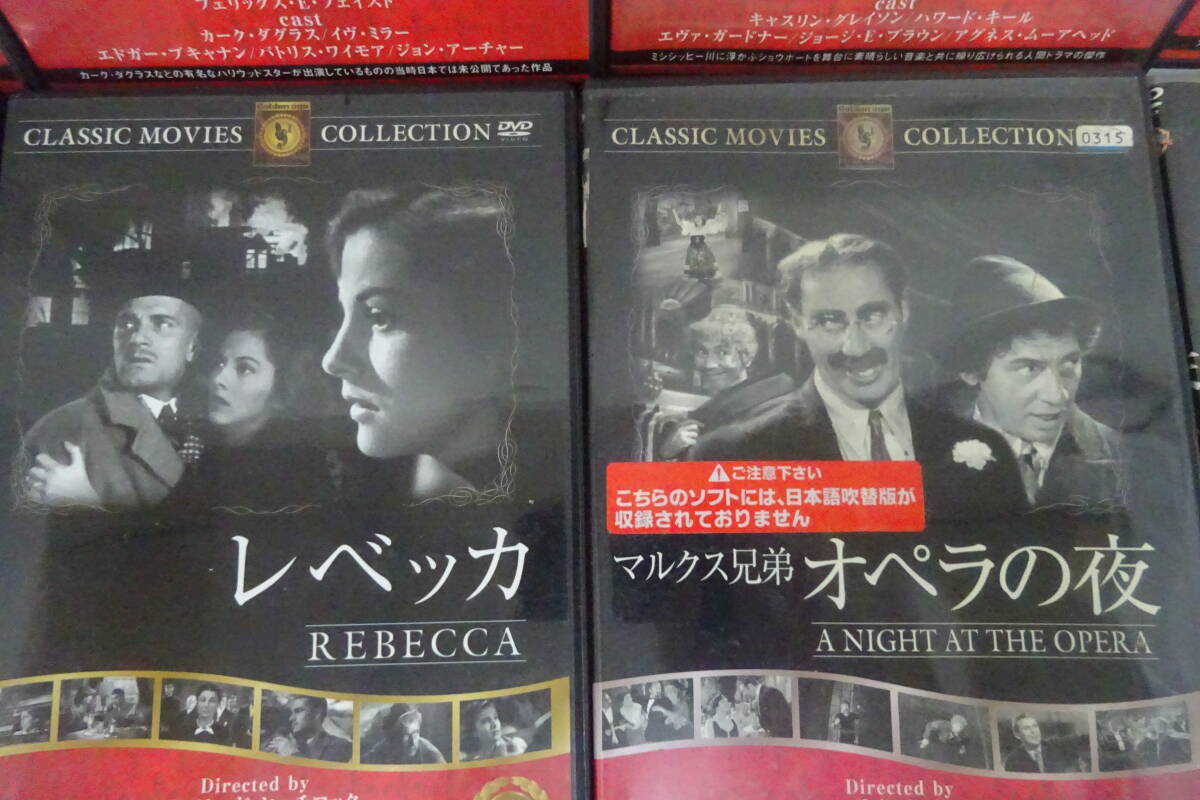 フェリックス・E・フェイスト
cast
カーク・ダグラス/イヴ・ミラー
エドガー・ブキャナン/パトリス・ワイモア/ジョン・アーチャー
カーク・ダグラスなどの有名なハリウッドスターが出演しているものの当時日本では未公開であった作品
cast
キャスリン・グレイソン/ハワード・キール
エヴァ・ガードナー/ジョージ・E・ブラウン/アグネス・ムーアヘッド
ミシシッピー川に浮かぶショウボートを舞台に素晴らしい音楽と共に繰り広げられる人間ドラマの傑作
CLASSIC MOVIES
Golden age
COLLECTION
DVD
VIDEO
レベッカ
REBECCA
Directed by
CLASSIC MOVIES
Golden age
COLLECTION
0315
ご注意下さい
こちらのソフトには、日本語吹替版が
収録されておりません
マルクス兄弟 オペラの夜
A NIGHT AT THE OPERA
Directed by